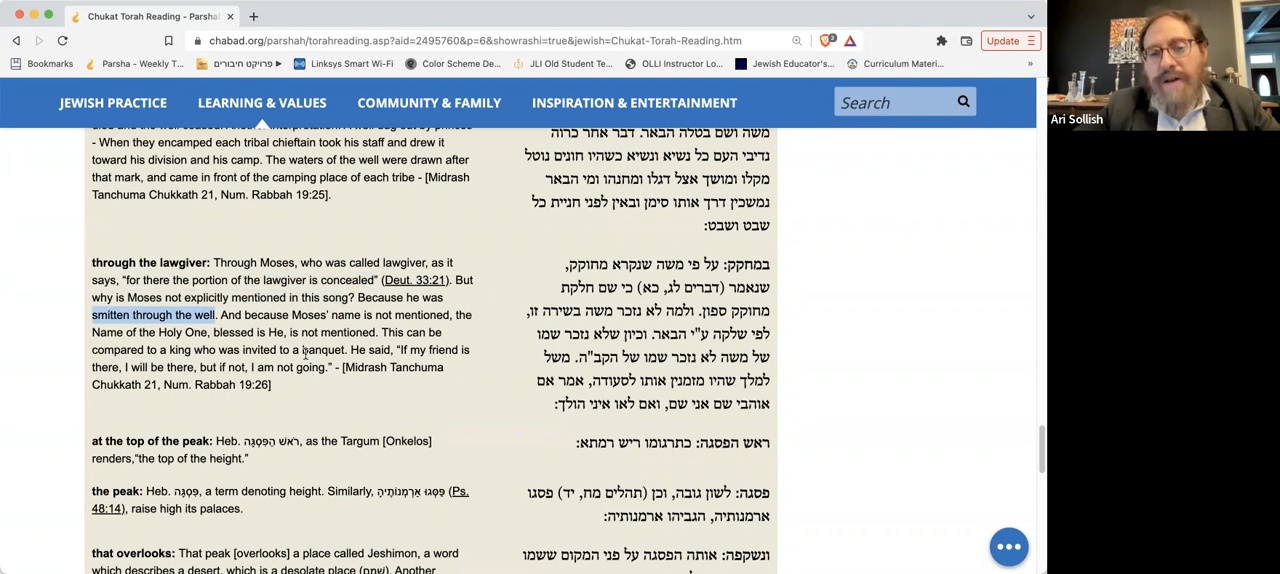 Chukat Torah Reading - Parsha
chabad.org/parshah/torahreading.asp?aid=2495760&p=6&showrashi=true&jewish=Chukat-Torah-Reading.htm
Update
Bookmarks
Parsha - Weekly T...
פרוייקט חיבורים
Linksys Smart Wi-Fi
Color Scheme De...
JLI Old Student Te...
OLLI Instructor Lo...
Jewish Educator's...
Curriculum Materi...
Ari Sollish
JEWISH PRACTICE
LEARNING & VALUES
COMMUNITY & FAMILY
INSPIRATION & ENTERTAINMENT
Search
- When they encamped each tribal chieftain took his staff and drew it
toward his division and his camp. The waters of the well were drawn after
that mark, and came in front of the camping place of each tribe - [Midrash
Tanchuma Chukkath 21, Num. Rabbah 19:25].
משה ושם בטלה הבאר. דבר אחר כרוה
נדיבי העם כל נשיא ונשיא כשהיו חונים נוטל
מקלו ומושך אצל דגלו ומחנהו ומי הבאר
נמשכין דרך אותו סימן ובאין לפני חניית כל
שבט ושבט:
through the lawgiver: Through Moses, who was called lawgiver, as it
says, “for there the portion of the lawgiver is concealed” (Deut. 33:21). But
why is Moses not explicitly mentioned in this song? Because he was
smitten through the well. And because Moses’ name is not mentioned, the
Name of the Holy One, blessed is He, is not mentioned. This can be
compared to a king who was invited to a banquet. He said, “If my friend is
there, I will be there, but if not, I am not going.” - [Midrash Tanchuma
Chukkath 21, Num. Rabbah 19:26]
במחקק: על פי משה שנקרא מחוקק,
שנאמר (דברים לג, כא) כי שם חלקת
מחוקק ספון. ולמה לא נזכר משה בשירה זו,
לפי שלקה ע"י הבאר. וכיון שלא נזכר שמו
של משה לא נזכר שמו של הקב"ה. משל
למלך שהיו מזמנין אותו לסעודה, אמר אם
אוהבי שם אני שם, ואם לאו איני הולך:
at the top of the peak: Heb. רֹאשׁ הַפִּסְגָּה, as the Targum [Onkelos]
renders,“the top of the height.”
ראש הפסגה: כתרגומו ריש רמתא:
the peak: Heb. פִּסְגָּה, a term denoting height. Similarly, פַּסְּגוּ אַרְמְנוֹתֶיהָ (Ps.
48:14), raise high its palaces.
פסגה: לשון גובה, וכן (תהלים מח, יד) פסגו
ארמנותיה, הגביהו ארמנותיה:
that overlooks: That peak [overlooks] a place called Jeshimon, a word
which describes a desert, which is a desolate place (שמם). Another
ונשקפה: אותה הפסגה על פני המקום ששמו